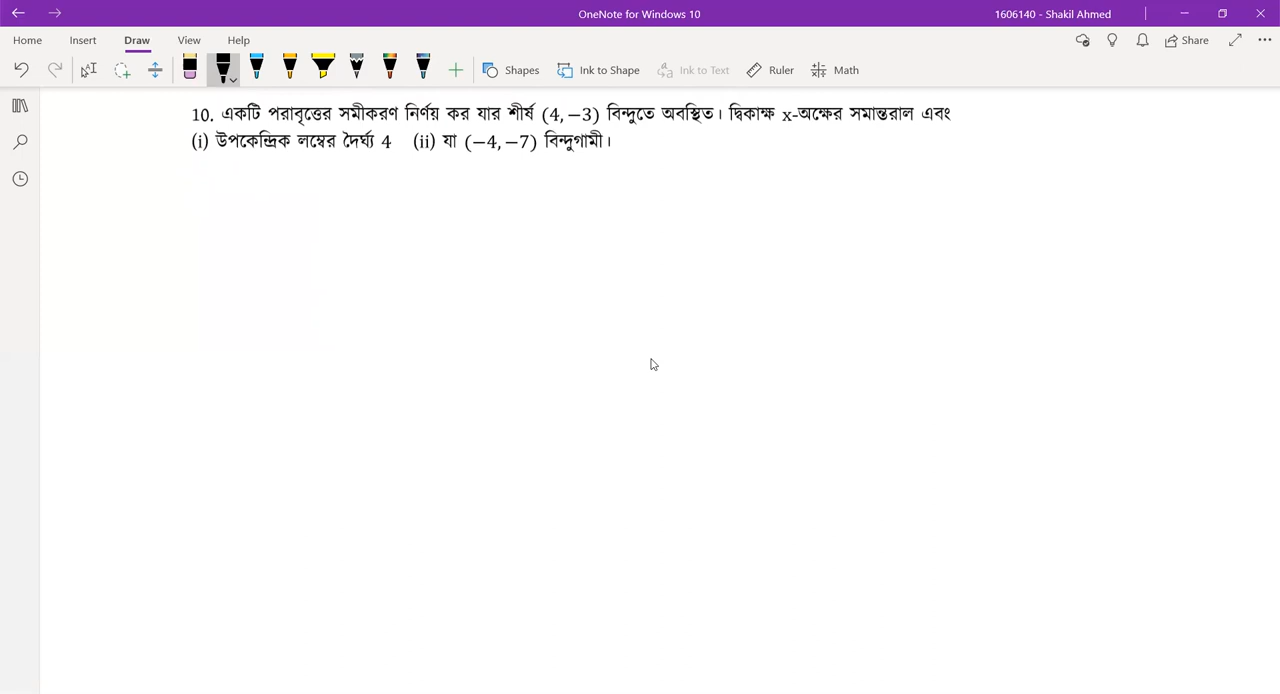 OneNote for Windows 10
1606140 - Shakil Ahmed
Home Insert Draw View Help
Share
Shapes Ink to Shape Ink to Text Ruler Math
10. একটি পরাবৃত্তের সমীকরণ নির্ণয় কর যার শীর্ষ (4, −3) বিন্দুতে অবস্থিত। দ্বিকাক্ষ x-অক্ষের সমান্তরাল এবং
(i) উপকেন্দ্রিক লম্বের দৈর্ঘ্য 4 (ii) যা (−4, −7) বিন্দুগামী।